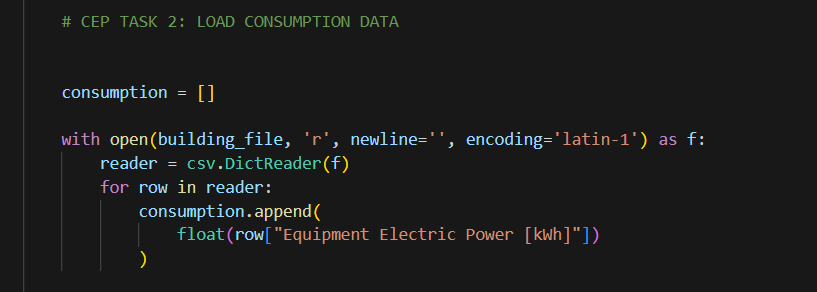 # CEP TASK 2: LOAD CONSUMPTION DATA
consumption = []
with open(building_file, 'r', newline='', encoding='latin-1') as f:
reader = csv.DictReader(f)
for row in reader:
consumption.append(
float(row["Equipment Electric Power [kWh]"])
)